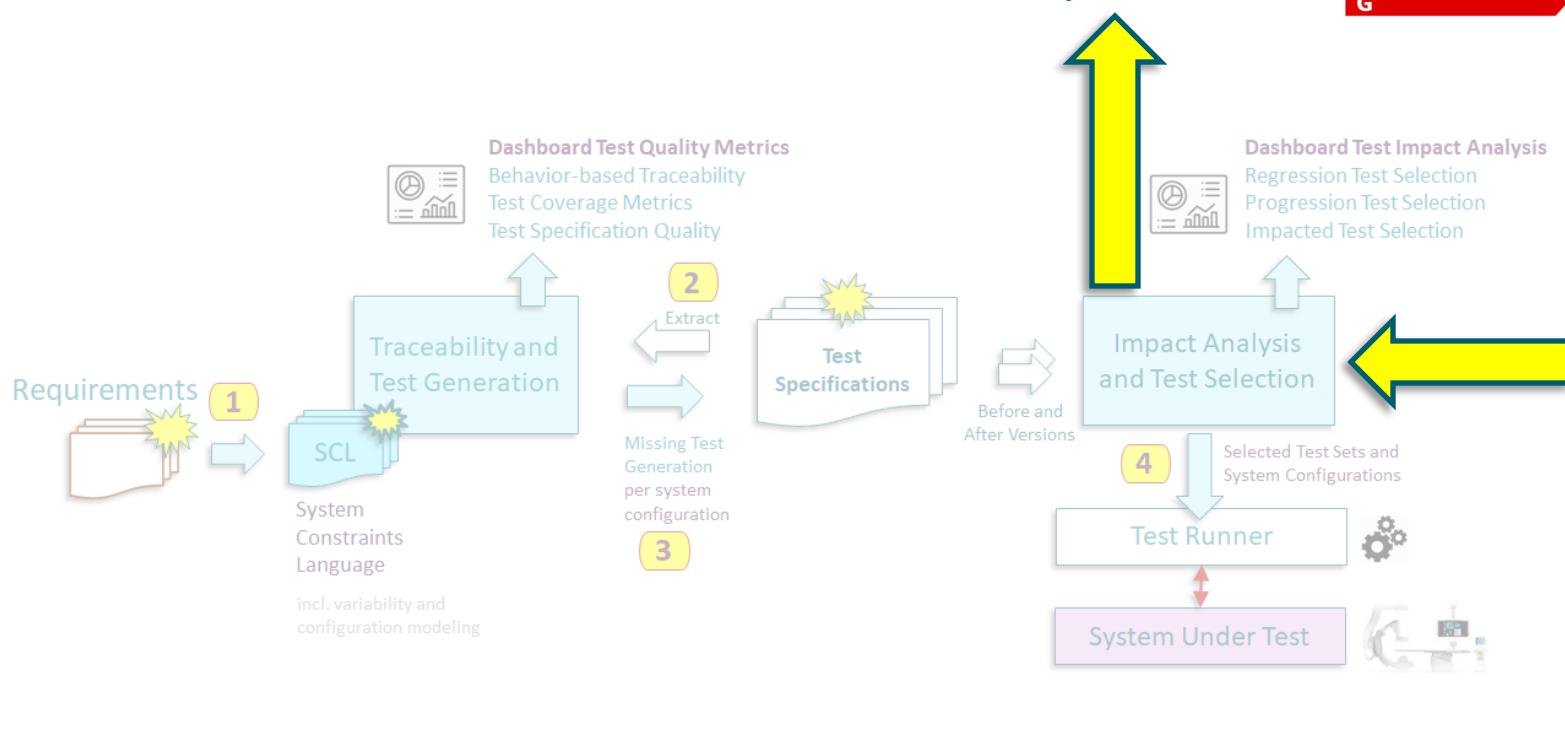 G
Dashboard Test Quality Metrics
Behavior-based Traceability
Test Coverage Metrics
Test Specification Quality
Dashboard Test Impact Analysis
Regression Test Selection
Progression Test Selection
Impacted Test Selection
2
Extract
Traceability and
Test Generation
Test
Specifications
Impact Analysis
and Test Selection
Requirements
1
SCL
Before and
After Versions
Missing Test
Generation
per system
configuration
3
4
Selected Test Sets and
System Configurations
System
Constraints
Language
incl. variability and
configuration modeling
Test Runner
System Under Test